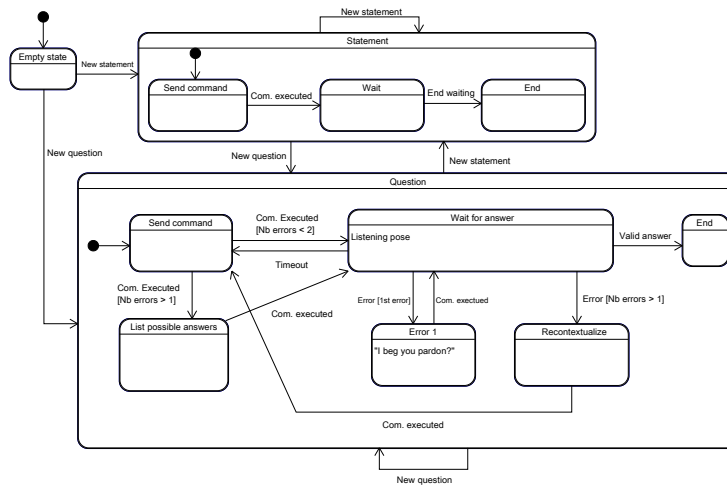 New statement
Statement
Empty state
New statement
Send command
Com. executed
Wait
End waiting
End
New question
New question
New statement
Question
Send command
Com. Executed
[Nb errors < 2]
Timeout
Wait for answer
Listening pose
Valid answer
End
Com. Executed
[Nb errors > 1]
Com. executed
Error [1st error]
Com. exectued
Error [Nb errors > 1]
List possible answers
Error 1
"I beg you pardon?"
Recontextualize
Com. executed
New question